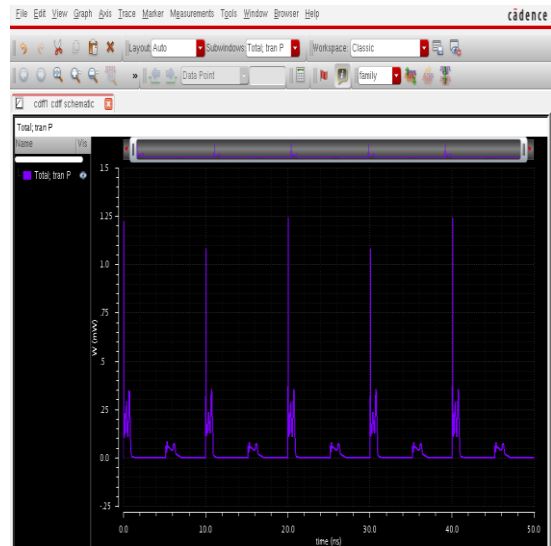 File Edit View Graph Axis Trace Marker Measurements Tools Window Browser Help cādence
Layout: Auto Subwindows: Total; tran P Workspace: Classic
» Data Point family
cdff1 cdff schematic
Total; tran P
Name Vis
Total; tran P
1.5
1.25
1.0
.75
W (mW)
.5
.25
0.0
-.25
0.0 10.0 20.0 30.0 40.0 50.0
time (ns)